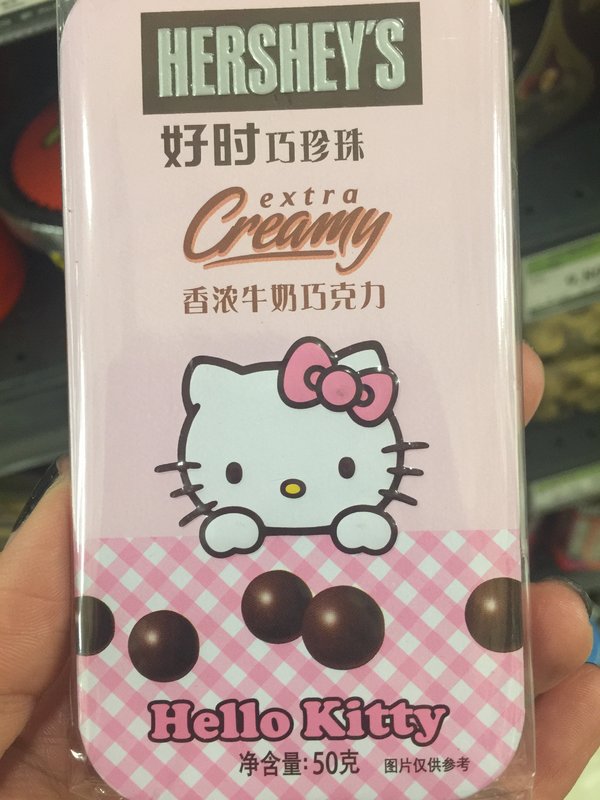 HERSHEY'S
好时巧珍珠
extra
Creamy
香浓牛奶巧克力
Hello Kitty
净含量:50克 图片仅供参考